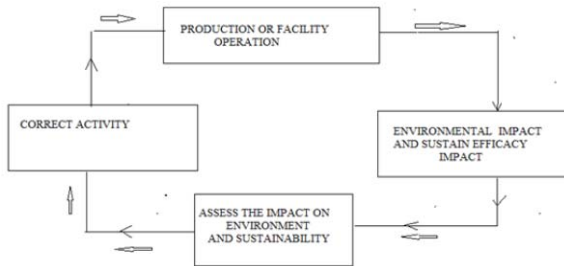 PRODUCTION OR FACILITY
OPERATION
CORRECT ACTIVITY
ENVIRONMENTAL IMPACT
AND SUSTAIN EFFICACY
IMPACT
ASSESS THE IMPACT ON
ENVIRONMENT
AND SUSTAINABILITY